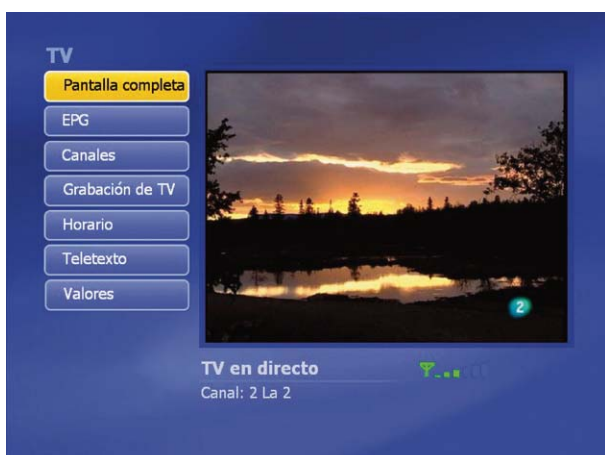 TV
Pantalla completa
EPG
Canales
Grabación de TV
Horario
Teletexto
Valores
2
TV en directo
Canal: 2 La 2